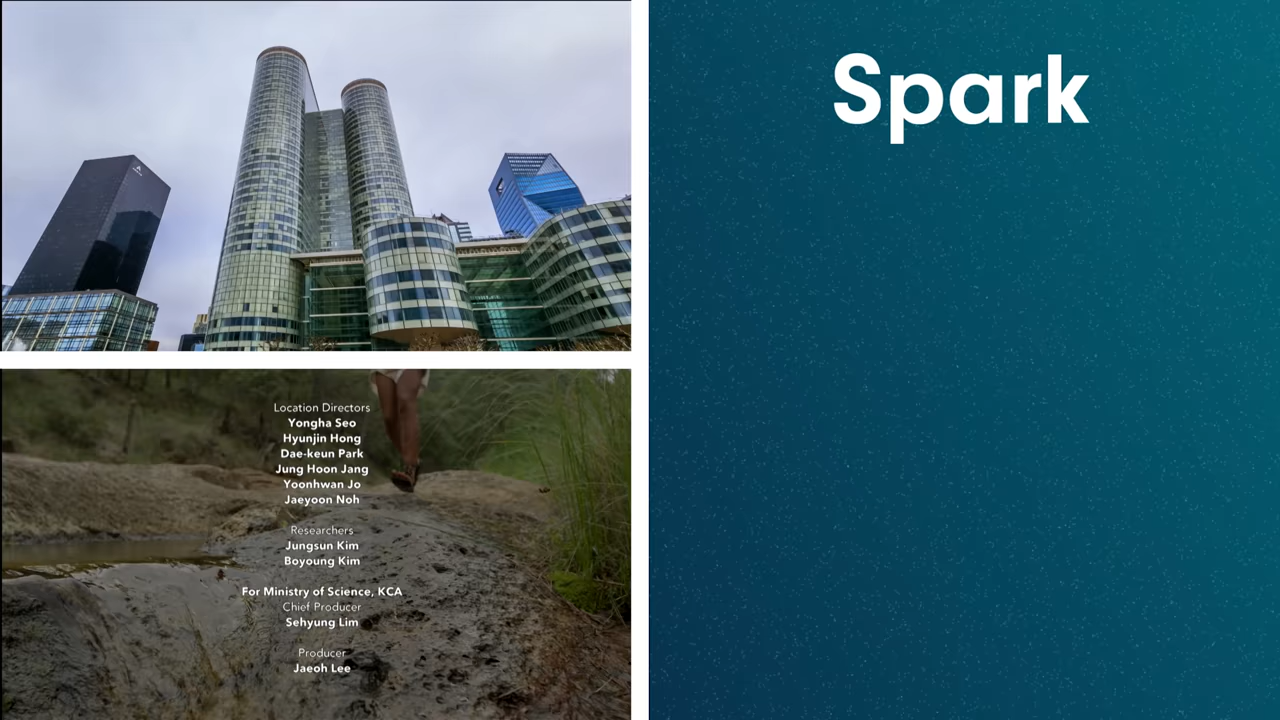 Spark
Location Directors
Yongha Seo
Hyunjin Hong
Dae-keun Park
Jung Hoon Jang
Yoonhwan Jo
Jaeyoon Noh
Researchers
Jungsun Kim
Boyoung Kim
For Ministry of Science, KCA
Chief Producer
Sehyung Lim
Producer
Jaeoh Lee